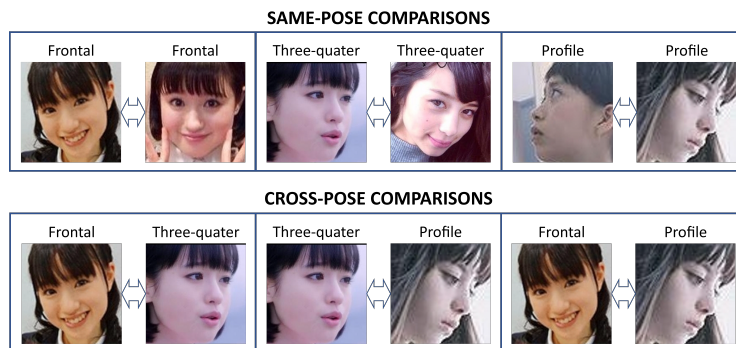 SAME-POSE COMPARISONS
Frontal Frontal Three-quater Three-quater Profile Profile
CROSS-POSE COMPARISONS
Frontal Three-quater Three-quater Profile Frontal Profile